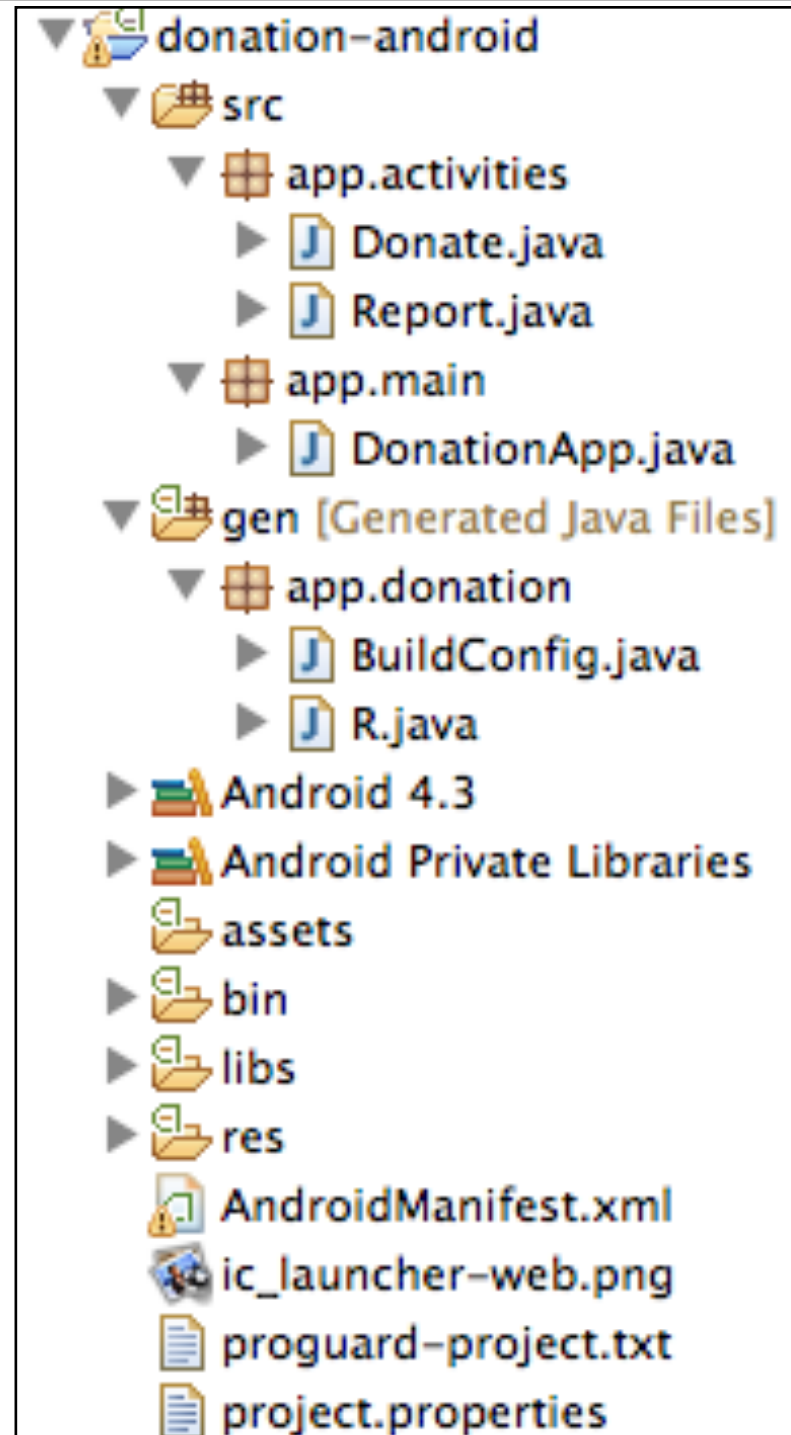 donation-android
src
app.activities
Donate.java
Report.java
app.main
DonationApp.java
gen [Generated Java Files]
app.donation
BuildConfig.java
R.java
Android 4.3
Android Private Libraries
assets
bin
libs
res
AndroidManifest.xml
ic_launcher-web.png
proguard-project.txt
project.properties